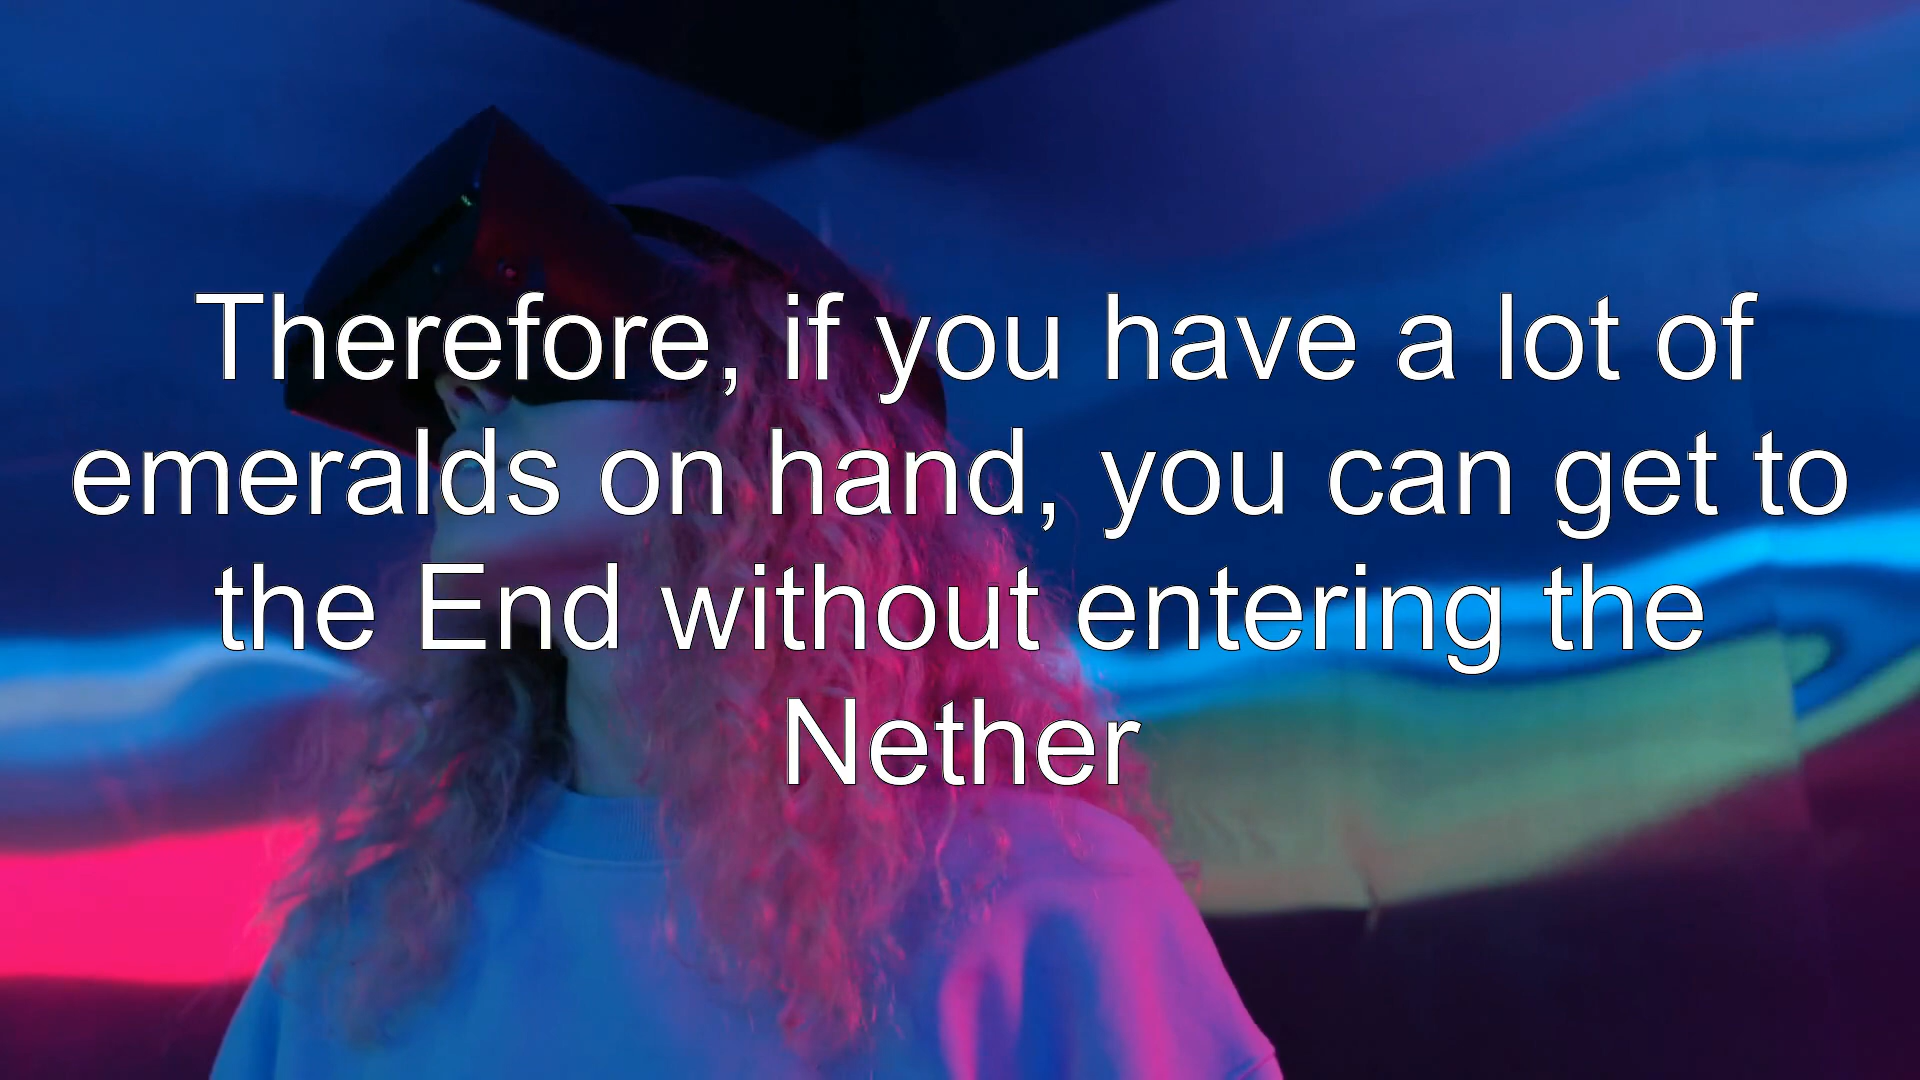 Therefore, if you have a lot of
emeralds on hand, you can get to
the End without entering the
Nether